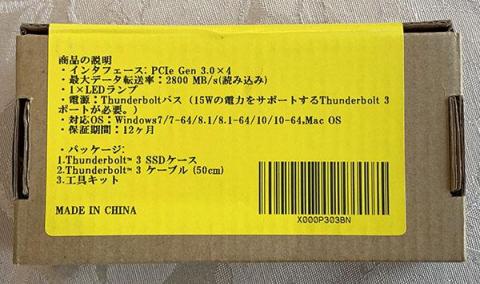 商品の説明
・インタフェース: PCIe Gen 3.0×4
・最大データ転送率：2800 MB/s(読み込み)
・1×LEDランプ
・電源：Thunderboltバス（15Wの電力をサポートするThunderbolt 3
ポートが必要。）
・対応OS：Windows7/7-64/8.1/8.1-64/10/10-64,Mac OS
・保証期間：12ヶ月
・パッケージ:
1.Thunderbolt™ 3 SSDケース
2.Thunderbolt™ 3 ケーブル (50cm)
3.工具キット
MADE IN CHINA
X000P303BN